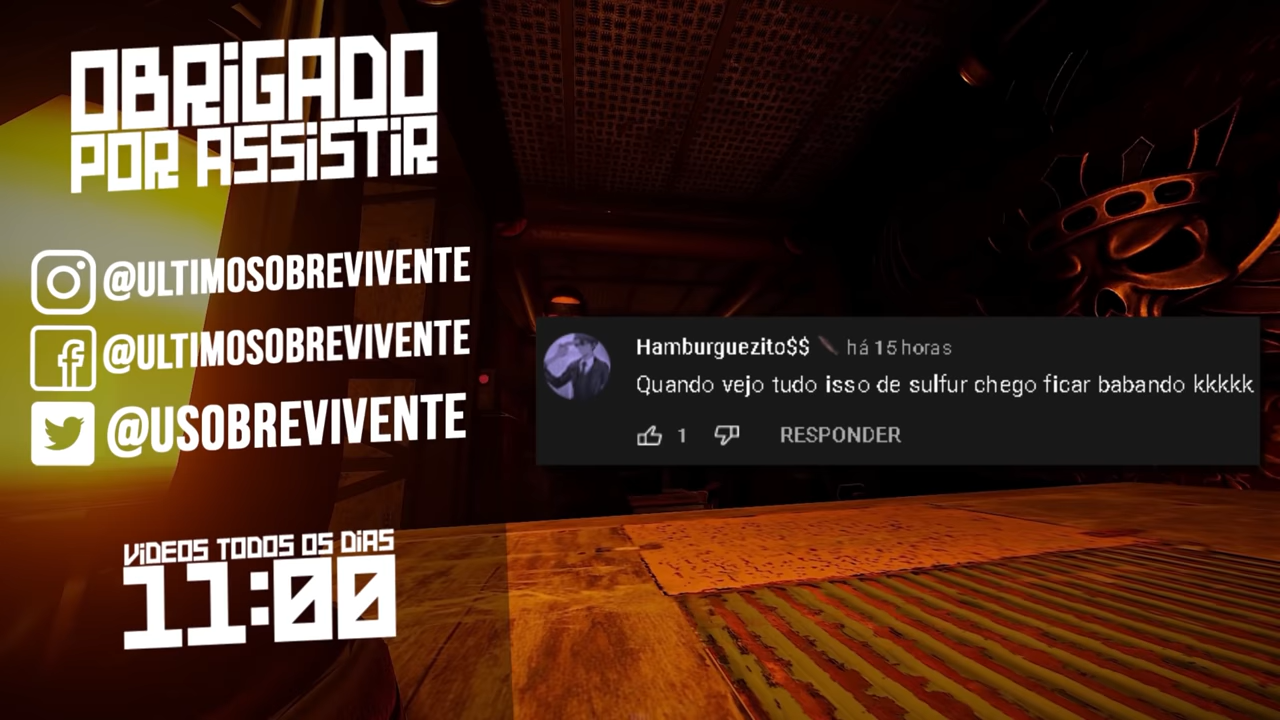 OBRiGADO
POR ASSiSTiR
@ULTIMOSOBREVIVENTE
@ULTIMOSOBREVIVENTE
@USOBREVIVENTE
ViDEOS TODOS OS DiAS
11:00
Hamburguezito$$ há 15 horas
Quando vejo tudo isso de sulfur chego ficar babando kkkkk
1 RESPONDER